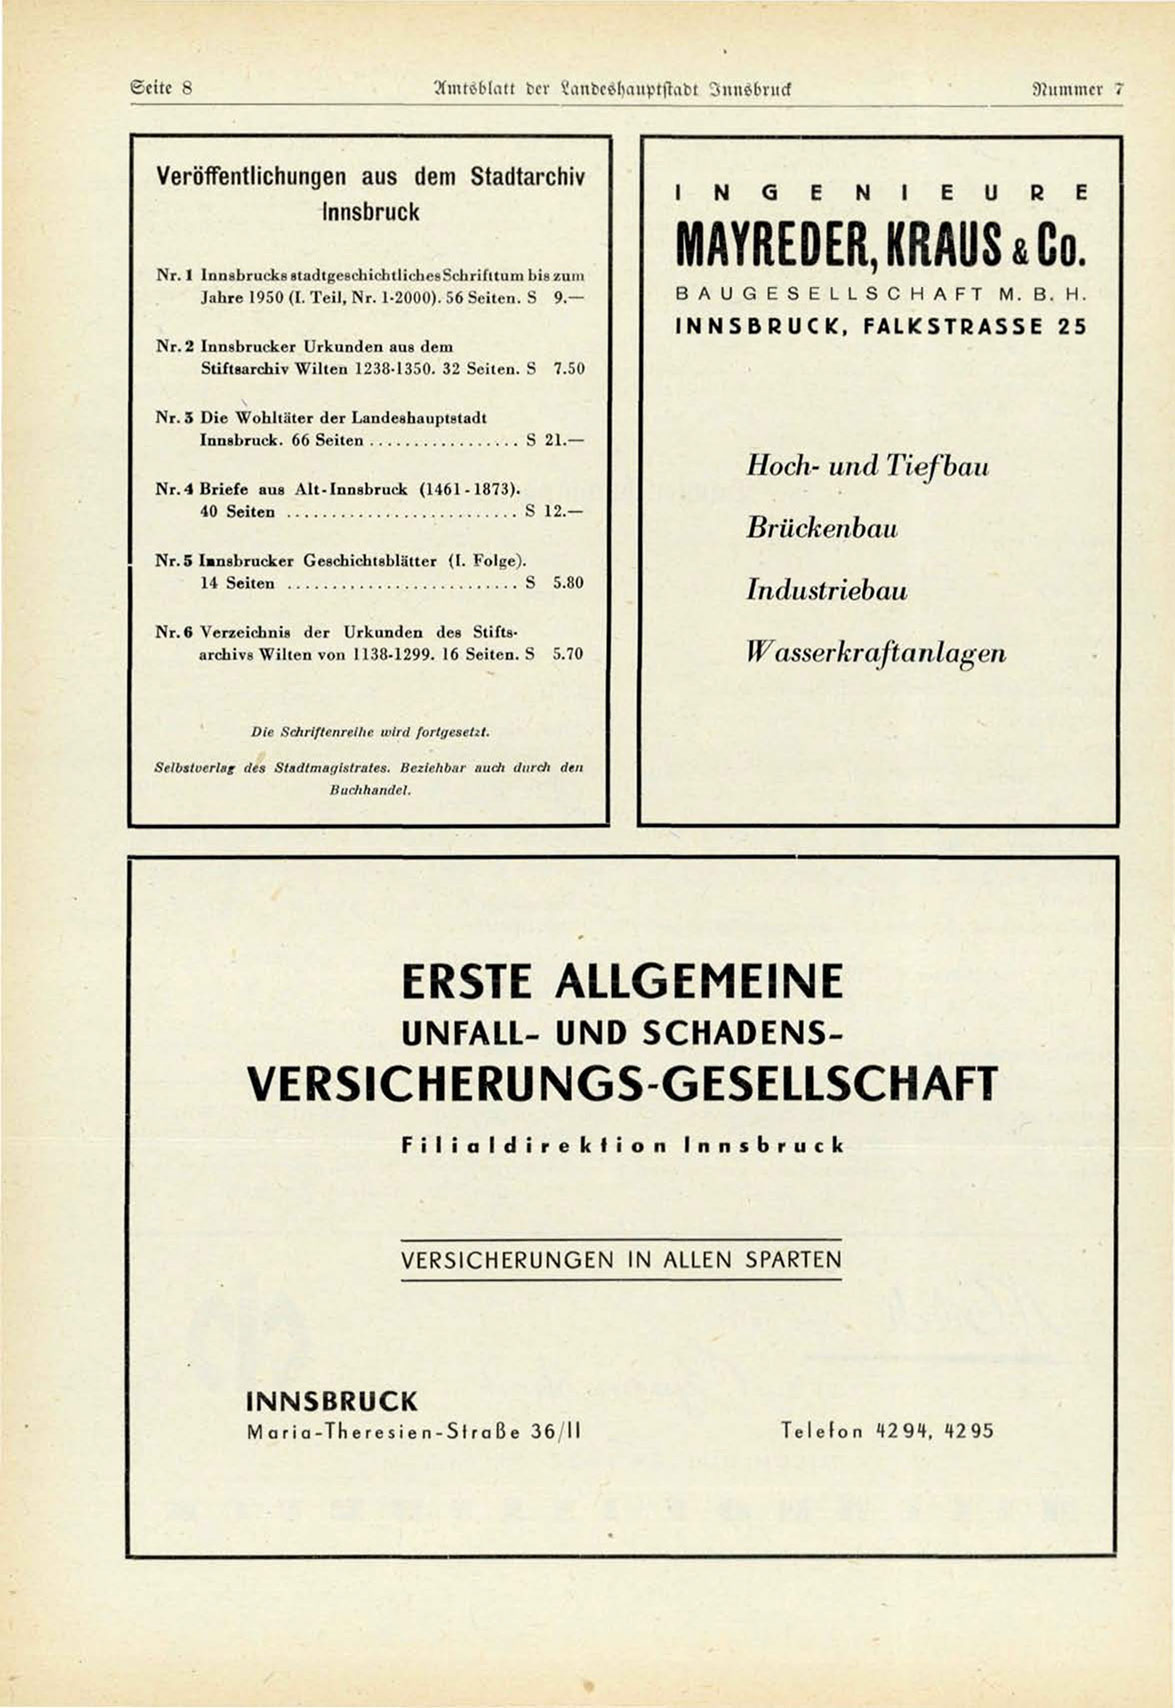 Seite 8 Amtsblatt der Landeshauptstadt Innsbruck Nummer 7
Veröffentlichungen aus dem Stadtarchiv
Innsbruck
Nr. 1 Innsbrucks stadtgeschichtliches Schrifttum bis zum
Jahre 1950 (I. Teil, Nr. 1-2000). 56 Seiten. S 9.—
Nr. 2 Innsbrucker Urkunden aus dem
Stiftsarchiv Wilten 1238-1350. 32 Seiten. S 7.50
Nr. 3 Die Wohltäter der Landeshauptstadt
Innsbruck. 66 Seiten ................. S 21.—
Nr. 4 Briefe aus Alt-Innsbruck (1461-1873).
40 Seiten .......................... S 12.—
Nr. 5 Innsbrucker Geschichtsblätter (I. Folge).
14 Seiten .......................... S 5.80
Nr. 6 Verzeichnis der Urkunden des Stifts-
archivs Wilten von 1138-1299. 16 Seiten. S 5.70
Die Schriftenreihe wird fortgesetzt.
Selbstverlag des Stadtmagistrates. Beziehbar auch durch den
Buchhandel.
INGENIEURE
MAYREDER, KRAUS & Co.
BAUGESELLSCHAFT M. B. H.
INNSBRUCK, FALKSTRASSE 25
Hoch- und Tiefbau
Brückenbau
Industriebau
Wasserkraftanlagen
ERSTE ALLGEMEINE
UNFALL- UND SCHADENS-
VERSICHERUNGS-GESELLSCHAFT
Filialdirektion Innsbruck
VERSICHERUNGEN IN ALLEN SPARTEN
INNSBRUCK
Maria-Theresien-Straße 36/II Telefon 4294, 4295